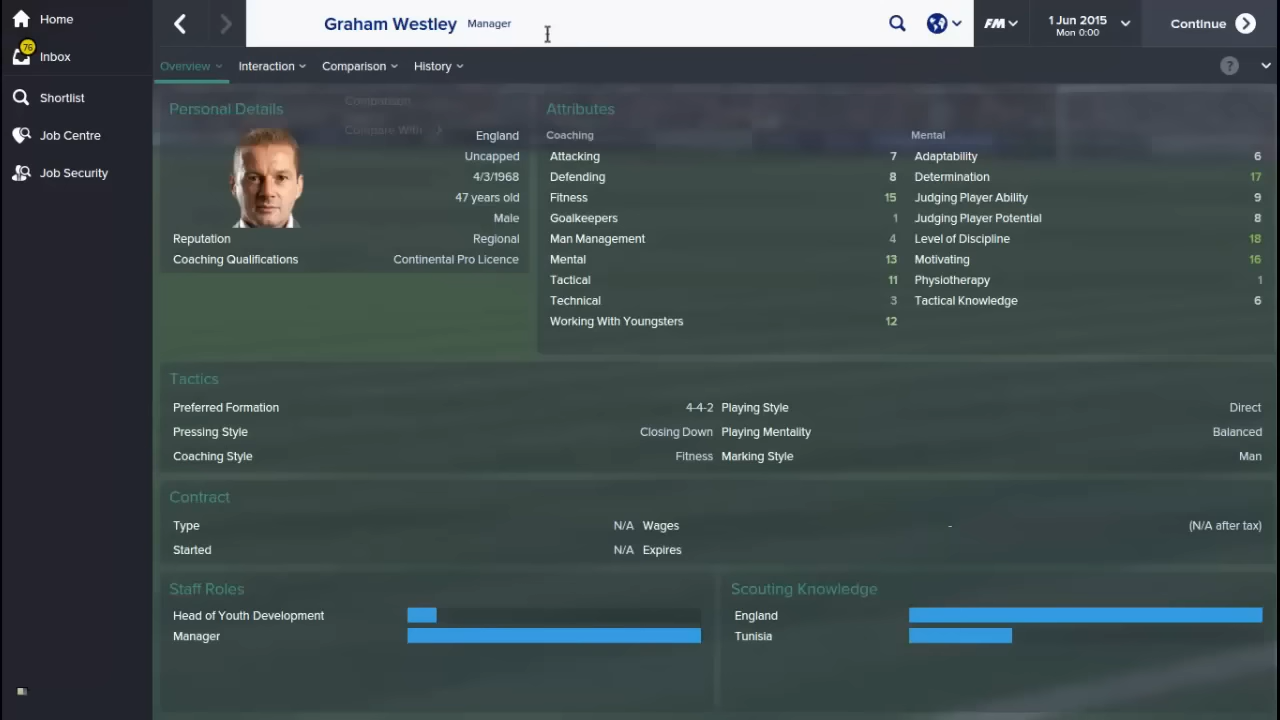 Home
76
Inbox
Shortlist
Job Centre
Job Security
Graham Westley Manager
FM
1 Jun 2015
Mon 0:00
Continue
Overview Interaction Comparison History
?
Personal Details
Comparison
Compare With
England
Uncapped
4/3/1968
47 years old
Male
Reputation Regional
Coaching Qualifications Continental Pro Licence
Attributes
Coaching Mental
Attacking 7 Adaptability 6
Defending 8 Determination 17
Fitness 15 Judging Player Ability 9
Goalkeepers 1 Judging Player Potential 8
Man Management 4 Level of Discipline 18
Mental 13 Motivating 16
Tactical 11 Physiotherapy 1
Technical 3 Tactical Knowledge 6
Working With Youngsters 12
Tactics
Preferred Formation 4-4-2 Playing Style Direct
Pressing Style Closing Down Playing Mentality Balanced
Coaching Style Fitness Marking Style Man
Contract
Type N/A Wages - (N/A after tax)
Started N/A Expires
Staff Roles
Head of Youth Development
Manager
Scouting Knowledge
England
Tunisia